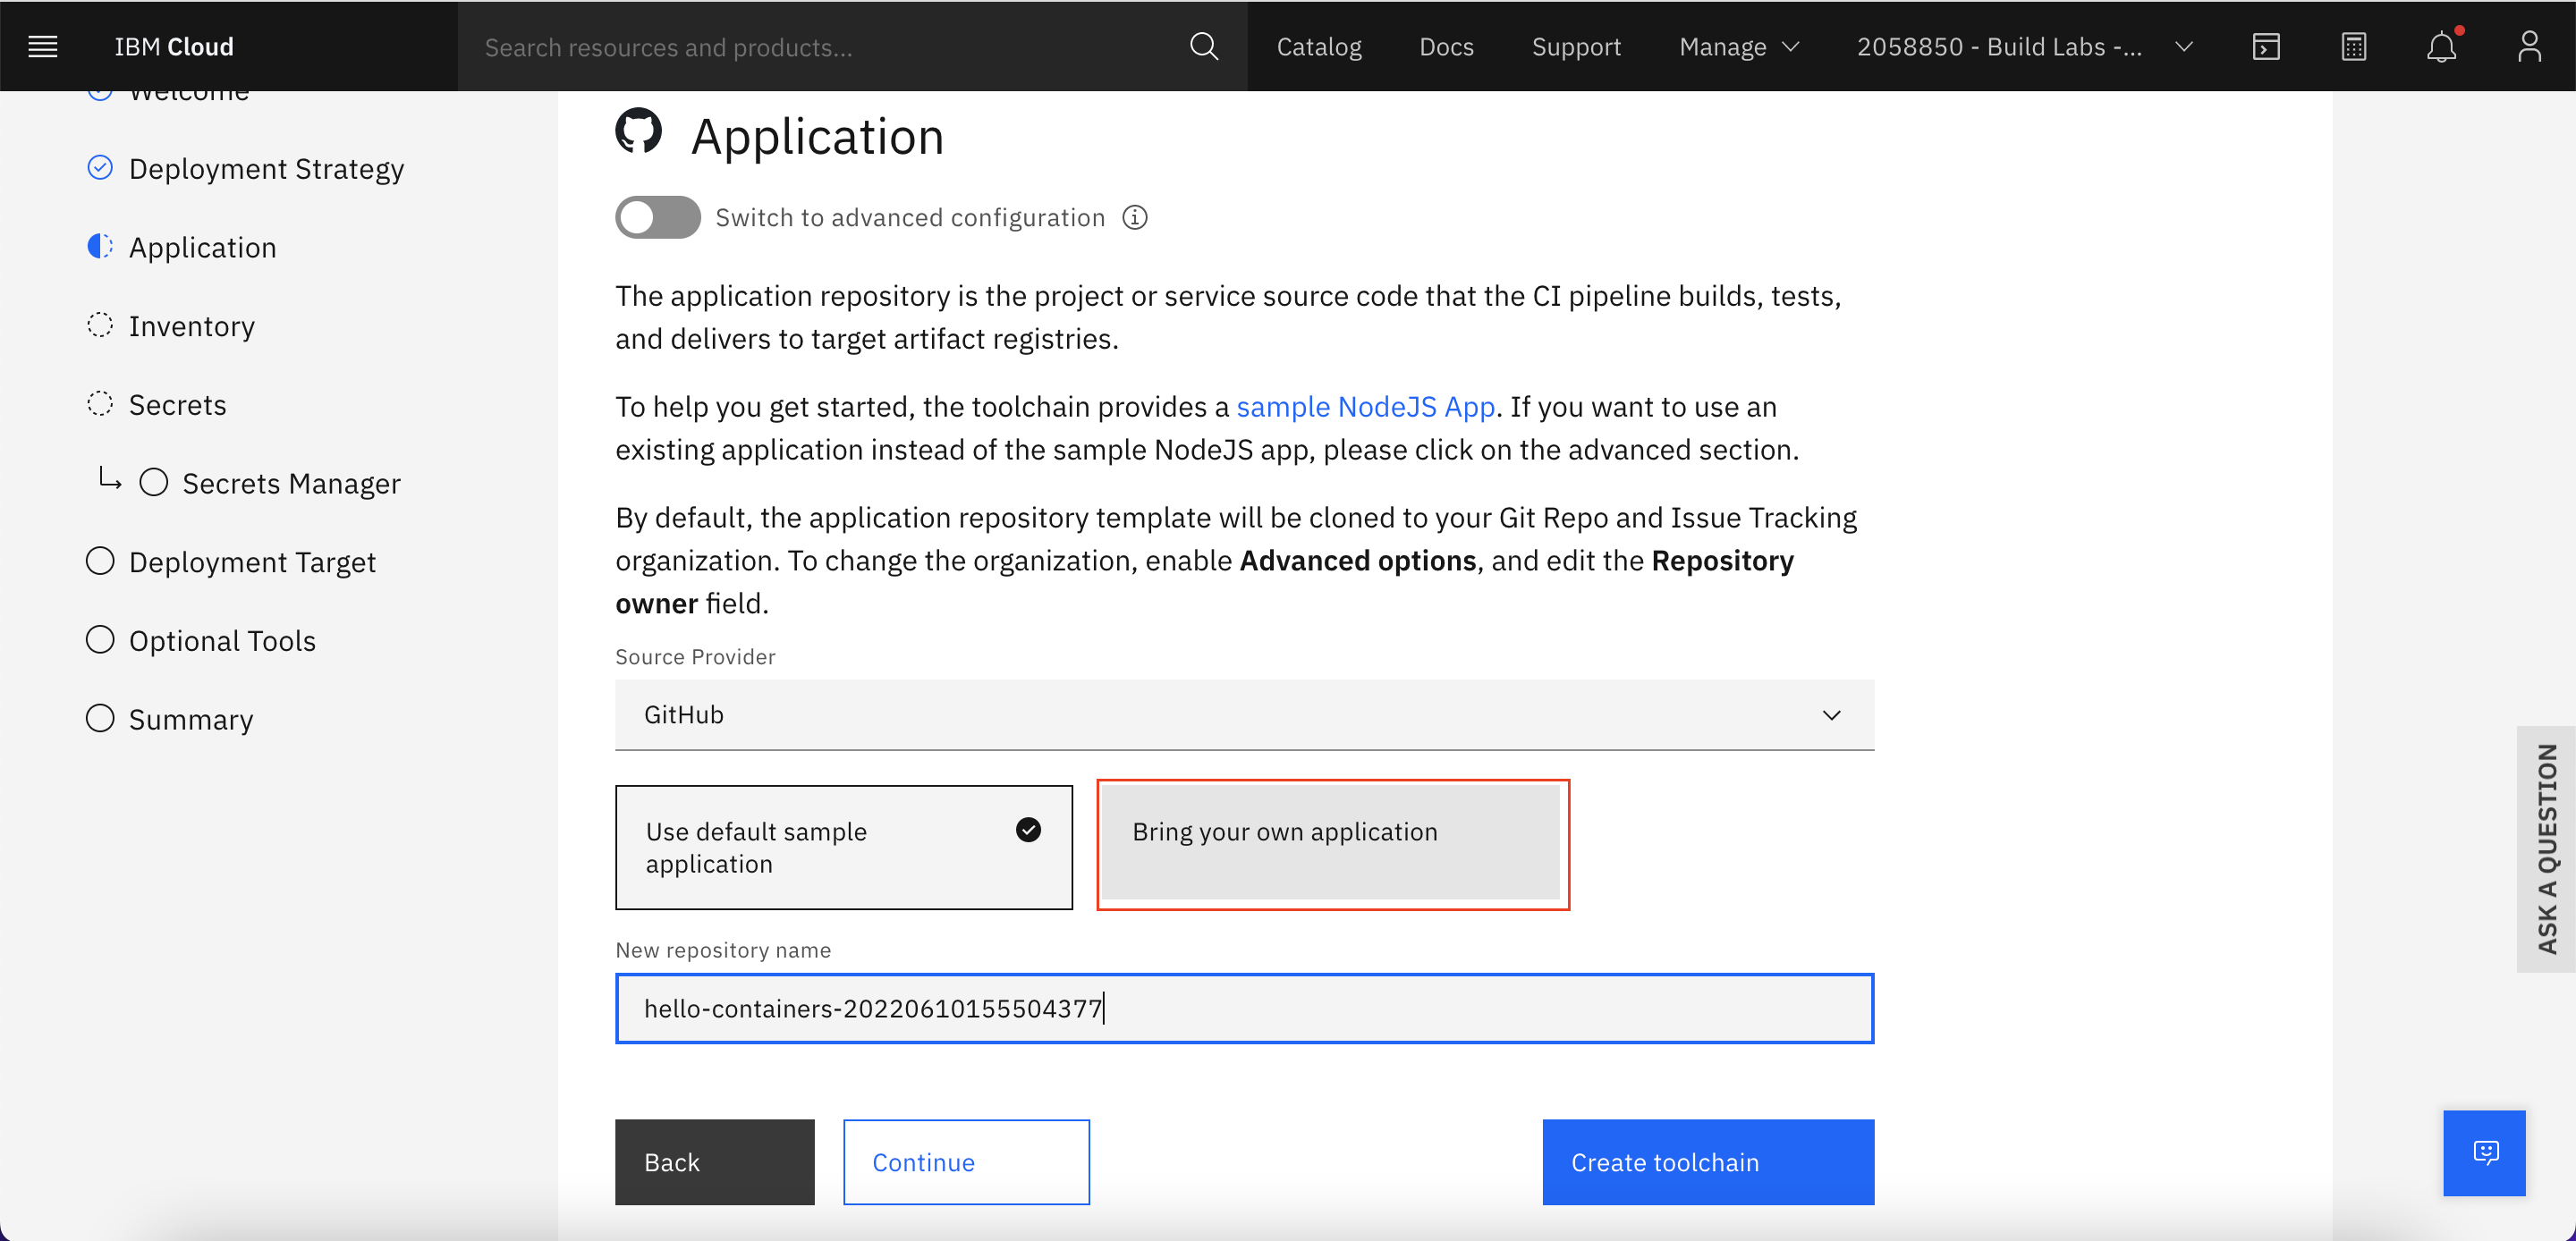 IBM Cloud
Search resources and products...
Catalog
Docs
Support
Manage
2058850 - Build Labs -...
Welcome
Deployment Strategy
Application
Inventory
Secrets
Secrets Manager
Deployment Target
Optional Tools
Summary
Application
Switch to advanced configuration
The application repository is the project or service source code that the CI pipeline builds, tests,
and delivers to target artifact registries.
To help you get started, the toolchain provides a sample NodeJS App. If you want to use an
existing application instead of the sample NodeJS app, please click on the advanced section.
By default, the application repository template will be cloned to your Git Repo and Issue Tracking
organization. To change the organization, enable Advanced options, and edit the Repository
owner field.
Source Provider
GitHub
Use default sample
application
Bring your own application
New repository name
hello-containers-20220610155504377
Back
Continue
Create toolchain
ASK A QUESTION